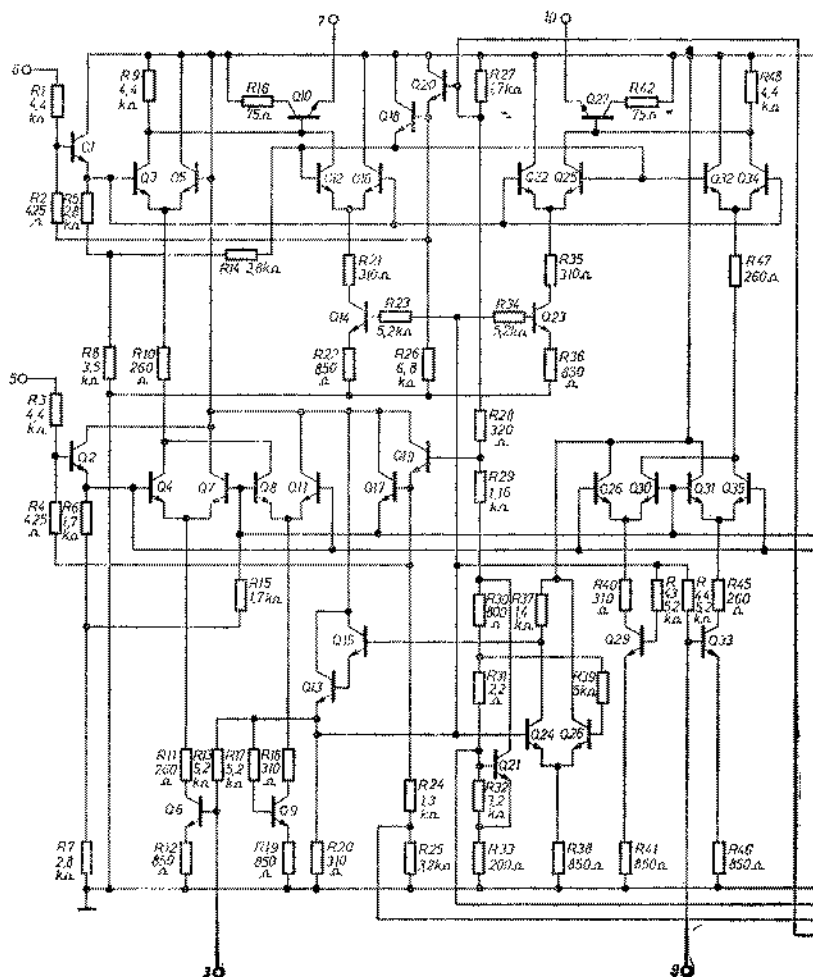 7
10
6
R1
4,4
kΩ
R9
4,4
kΩ
R16
75Ω
Q10
Q18
Q20
R27
1,7kΩ
Q27
R42
75Ω
R48
4,4
kΩ
Q1
Q3
Q5
Q12
Q16
Q22
Q25
Q32
Q34
R2
425
Ω
R5
2,8
kΩ
R14 2,8kΩ
R21
310Ω
R35
310Ω
R47
260Ω
Q14
R23
5,2kΩ
R34
5,2kΩ
Q23
R8
3,5
kΩ
R10
260
Ω
R22
850
Ω
R26
6,8
kΩ
R36
850
Ω
5
R3
4,4
kΩ
Q2
R28
320
Ω
Q19
R29
1,16
kΩ
Q4
Q7
Q8
Q11
Q17
Q26
Q30
Q31
Q35
R4
425
Ω
R6
1,7
kΩ
R15
1,7kΩ
R30
800
Ω
R37
1,4
kΩ
R40
310
Ω
R
43
5,2
kΩ
R
44
5,2
kΩ
R45
260
Ω
Q15
Q29
Q33
Q13
R31
2,2
Ω
R39
6kΩ
Q24
Q26
R11
260
Ω
R13
5,2
kΩ
R17
5,2
kΩ
R18
310
Ω
Q21
Q6
Q9
R24
1,3
kΩ
R32
kΩ
R7
2,8
kΩ
R12
850
Ω
R19
850
Ω
R20
310
Ω
R25
3,2kΩ
R33
200Ω
R38
850Ω
R41
850Ω
R46
850Ω
3
9